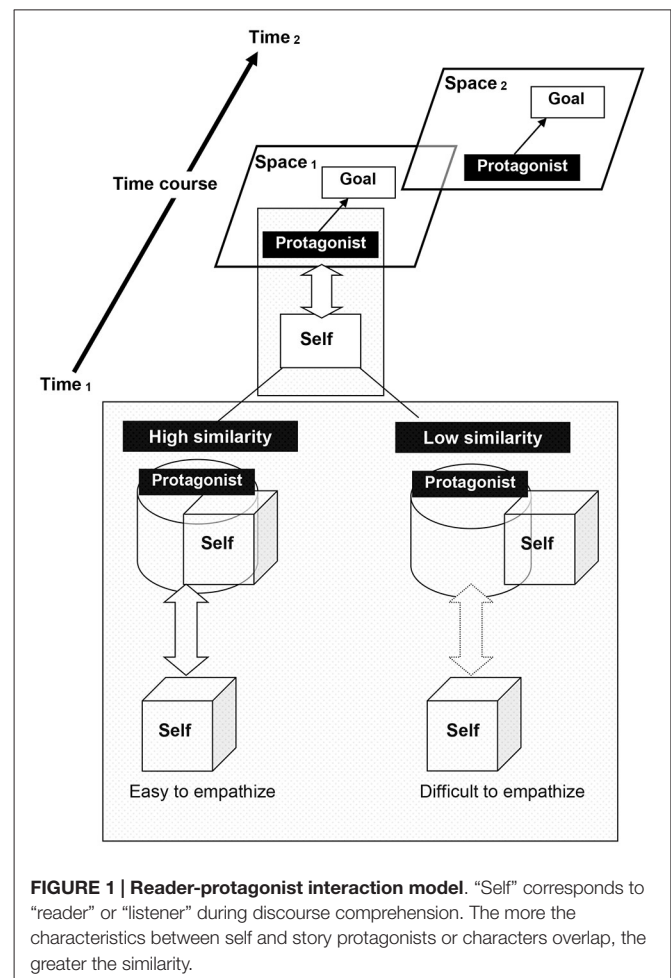 Time 2
Space 2
Goal
Protagonist
Space 1
Goal
Time course
Protagonist
Self
Time 1
High similarity
Low similarity
Protagonist
Protagonist
Self
Self
Self
Self
Easy to empathize
Difficult to empathize
FIGURE 1 | Reader-protagonist interaction model. “Self” corresponds to
“reader” or “listener” during discourse comprehension. The more the
characteristics between self and story protagonists or characters overlap, the
greater the similarity.